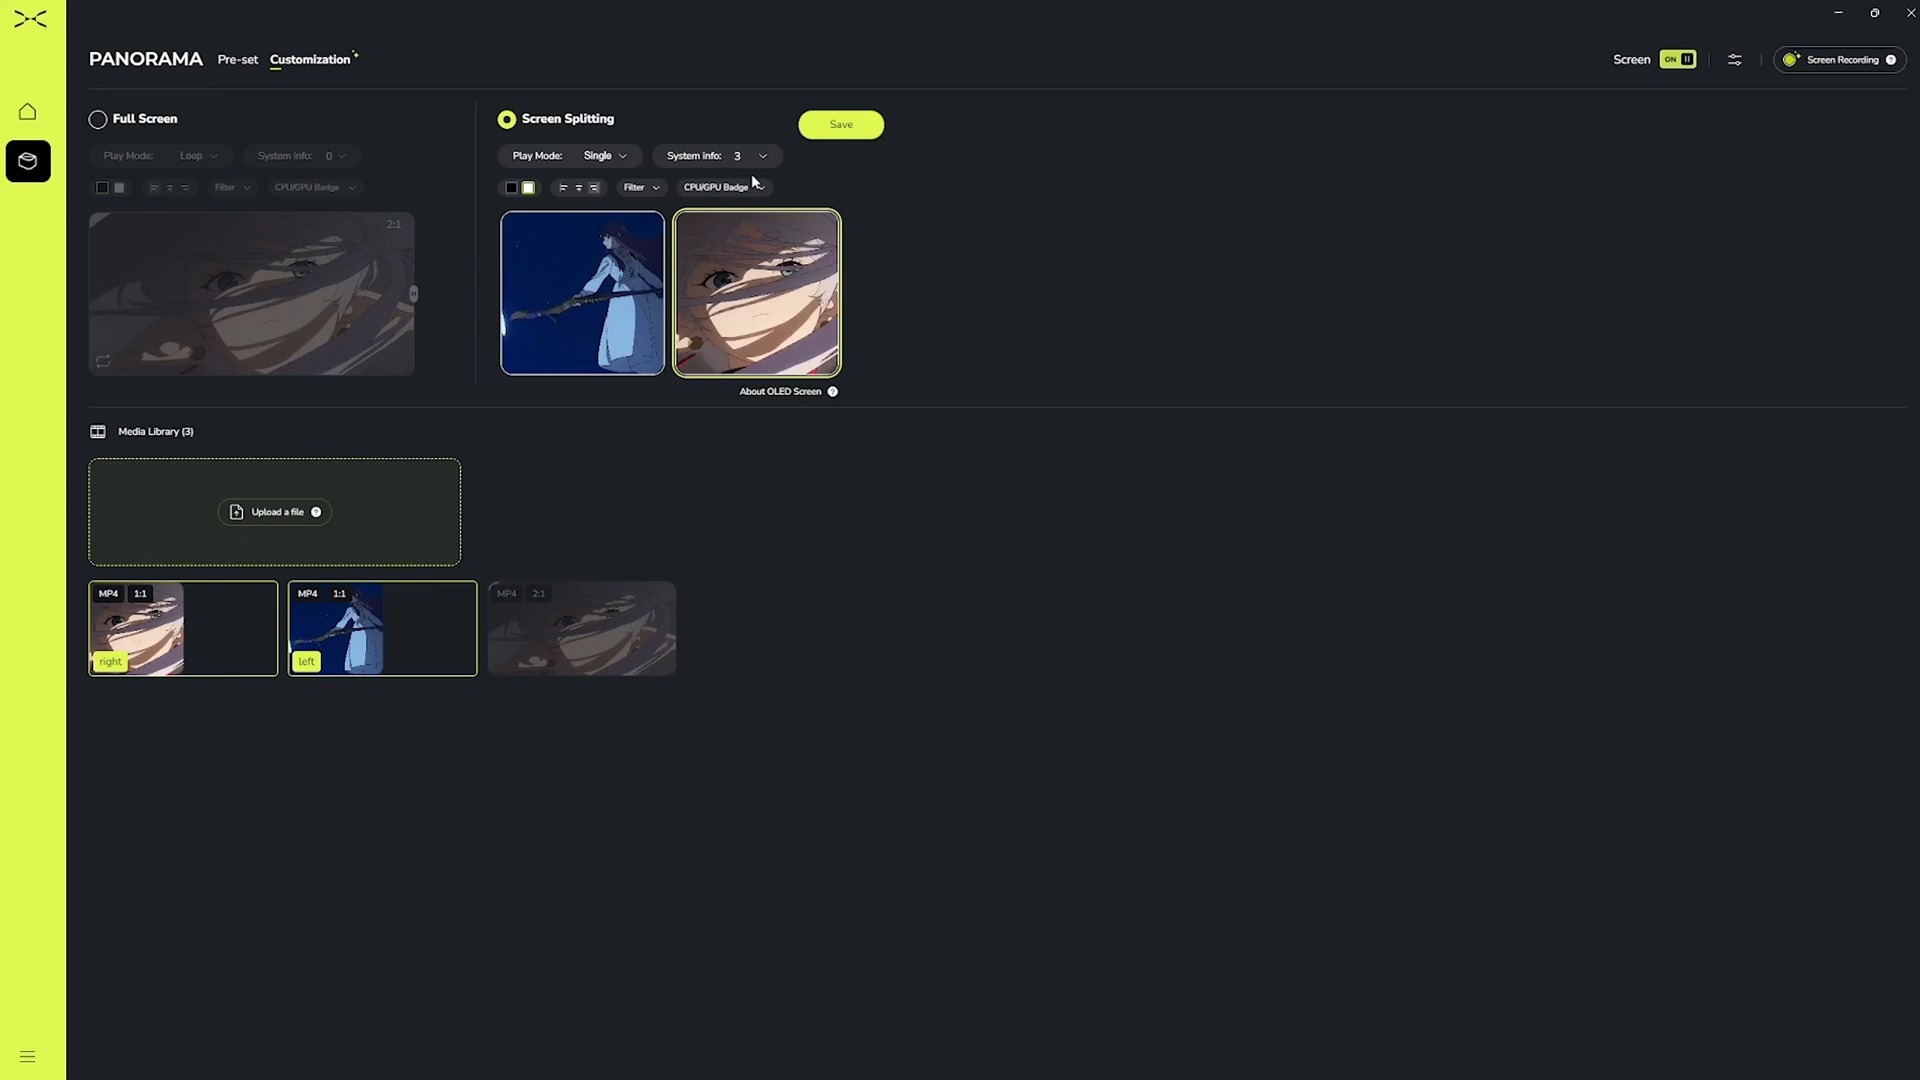 PANORAMA Pre-set Customization
Screen ON Screen Recording ?
Full Screen
Play Mode: Loop System info: 0
Filter CPU/GPU Badge
2:1
Screen Splitting Save
Play Mode: Single System info: 3
Filter CPU/GPU Badge
About OLED Screen ?
Media Library (3)
Upload a file ?
MP4 1:1
right
MP4 1:1
left
MP4 2:1